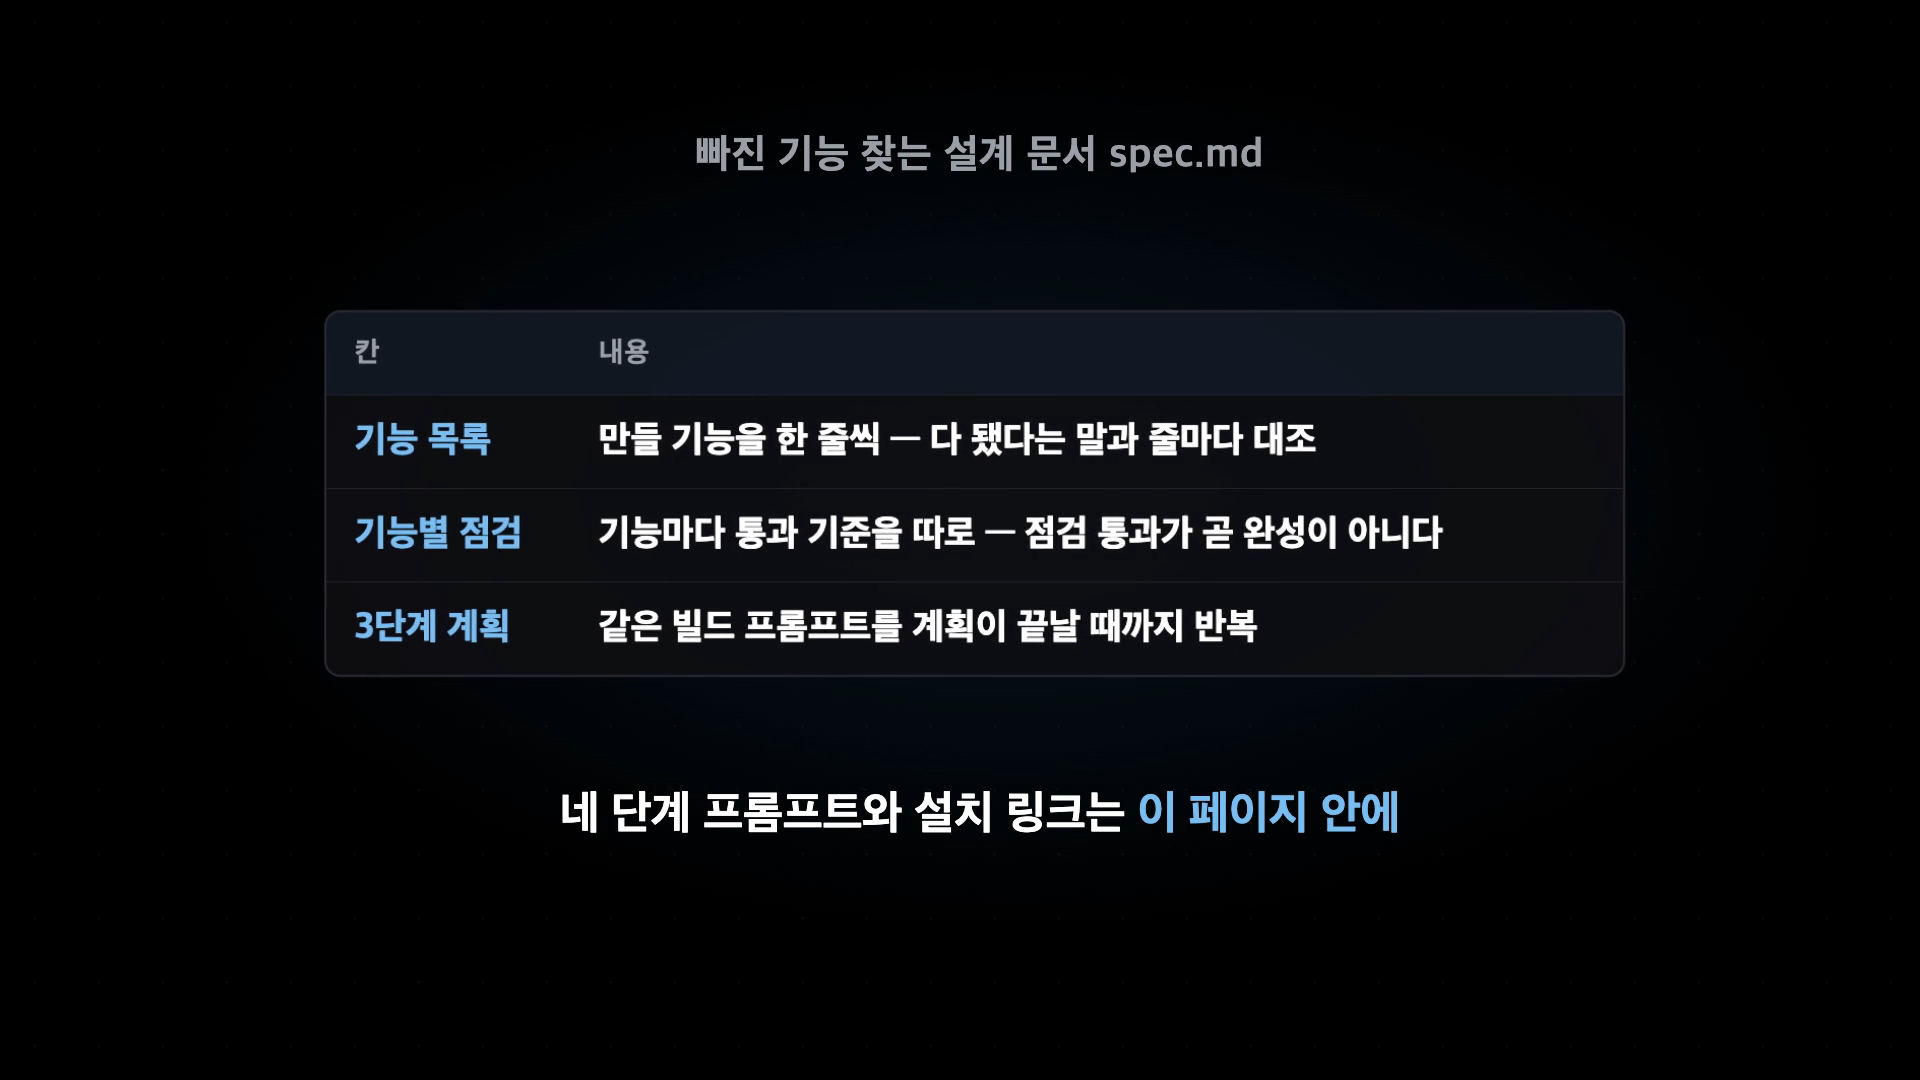 빠진 기능 찾는 설계 문서 spec.md
칸 내용
기능 목록 만들 기능을 한 줄씩 — 다 됐다는 말과 줄마다 대조
기능별 점검 기능마다 통과 기준을 따로 — 점검 통과가 곧 완성이 아니다
3단계 계획 같은 빌드 프롬프트를 계획이 끝날 때까지 반복
네 단계 프롬프트와 설치 링크는 이 페이지 안에